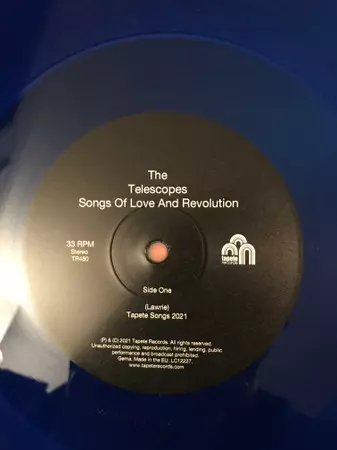 The
Telescopes
Songs Of Love And Revolution
33 RPM
Stereo
TR480
tapete
RECORDS
Side One
(Lawrie)
Tapete Songs 2021
(P) & (C) 2021 Tapete Records. All rights reserved.
Unauthorized copying, reproduction, hiring, lending, public
performance and broadcast prohibited.
Gema. Made in the EU. LC12227.
www.tapeterecords.com